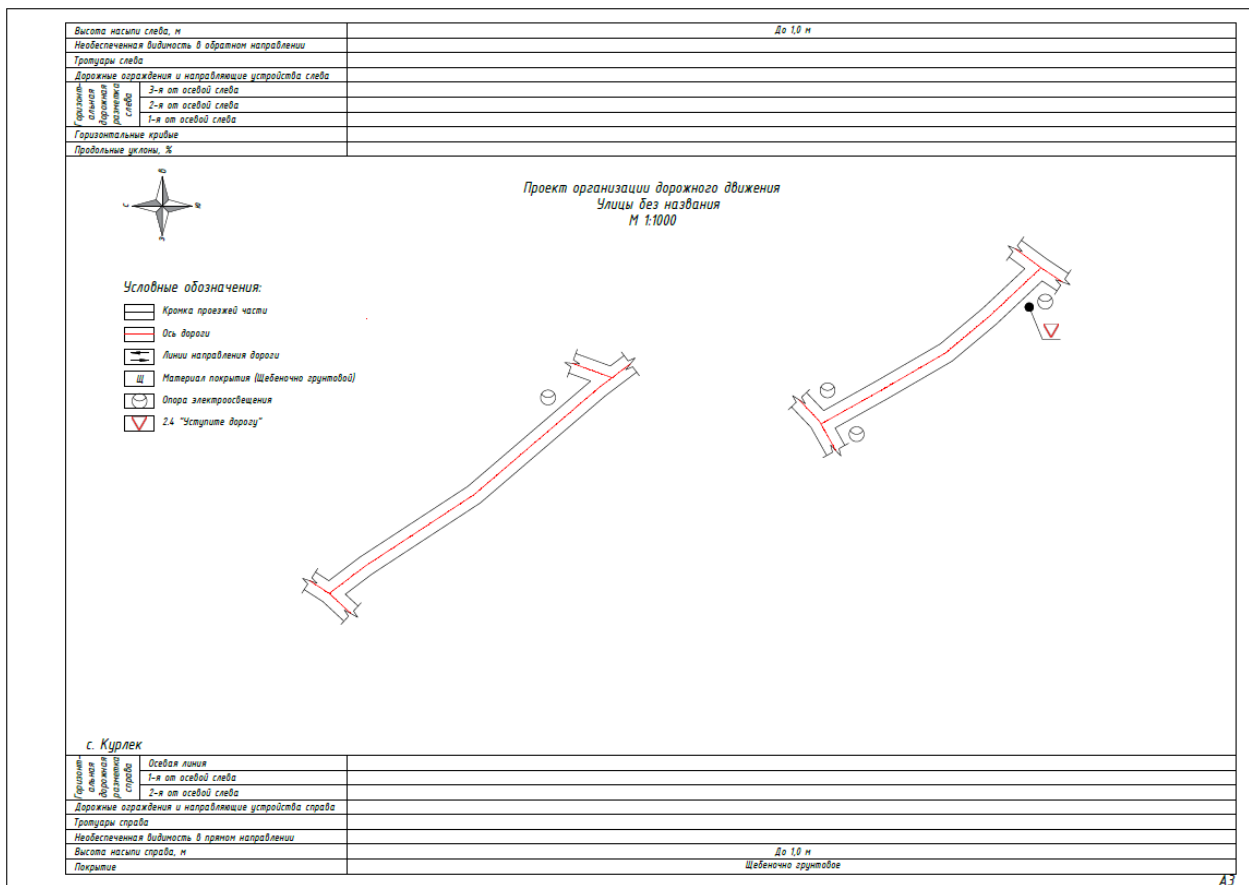 Высота насыпи слева, м
До 1,0 м
Необеспеченная видимость в обратном направлении
Тротуары слева
Дорожные ограждения и направляющие устройства слева
Горизонт-
альная
дорожная
разметка
слева
3-я от осевой слева
2-я от осевой слева
1-я от осевой слева
Горизонтальные кривые
Продольные уклоны, %
В
С
Ю
З
Проект организации дорожного движения
Улицы без названия
М 1:1000
Условные обозначения:
Кромка проезжей части
Ось дороги
Линии направления дороги
Щ
Материал покрытия (Щебеночно грунтовой)
Опора электроосвещения
2.4 "Уступите дорогу"
с. Курлек
Горизонт-
альная
дорожная
разметка
справа
Осевая линия
1-я от осевой слева
2-я от осевой слева
Дорожные ограждения и направляющие устройства справа
Тротуары справа
Необеспеченная видимость в прямом направлении
Высота насыпи справа, м
До 1,0 м
Покрытие
Щебеночно грунтовое
А3